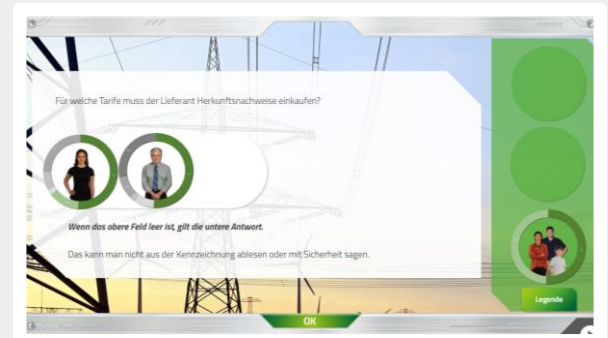 Für welche Tarife muss der Lieferant Herkunftsnachweise einkaufen?
Wenn das obere Feld leer ist, gilt die untere Antwort.
Das kann man nicht aus der Kennzeichnung ablesen oder mit Sicherheit sagen.
Legende
OK